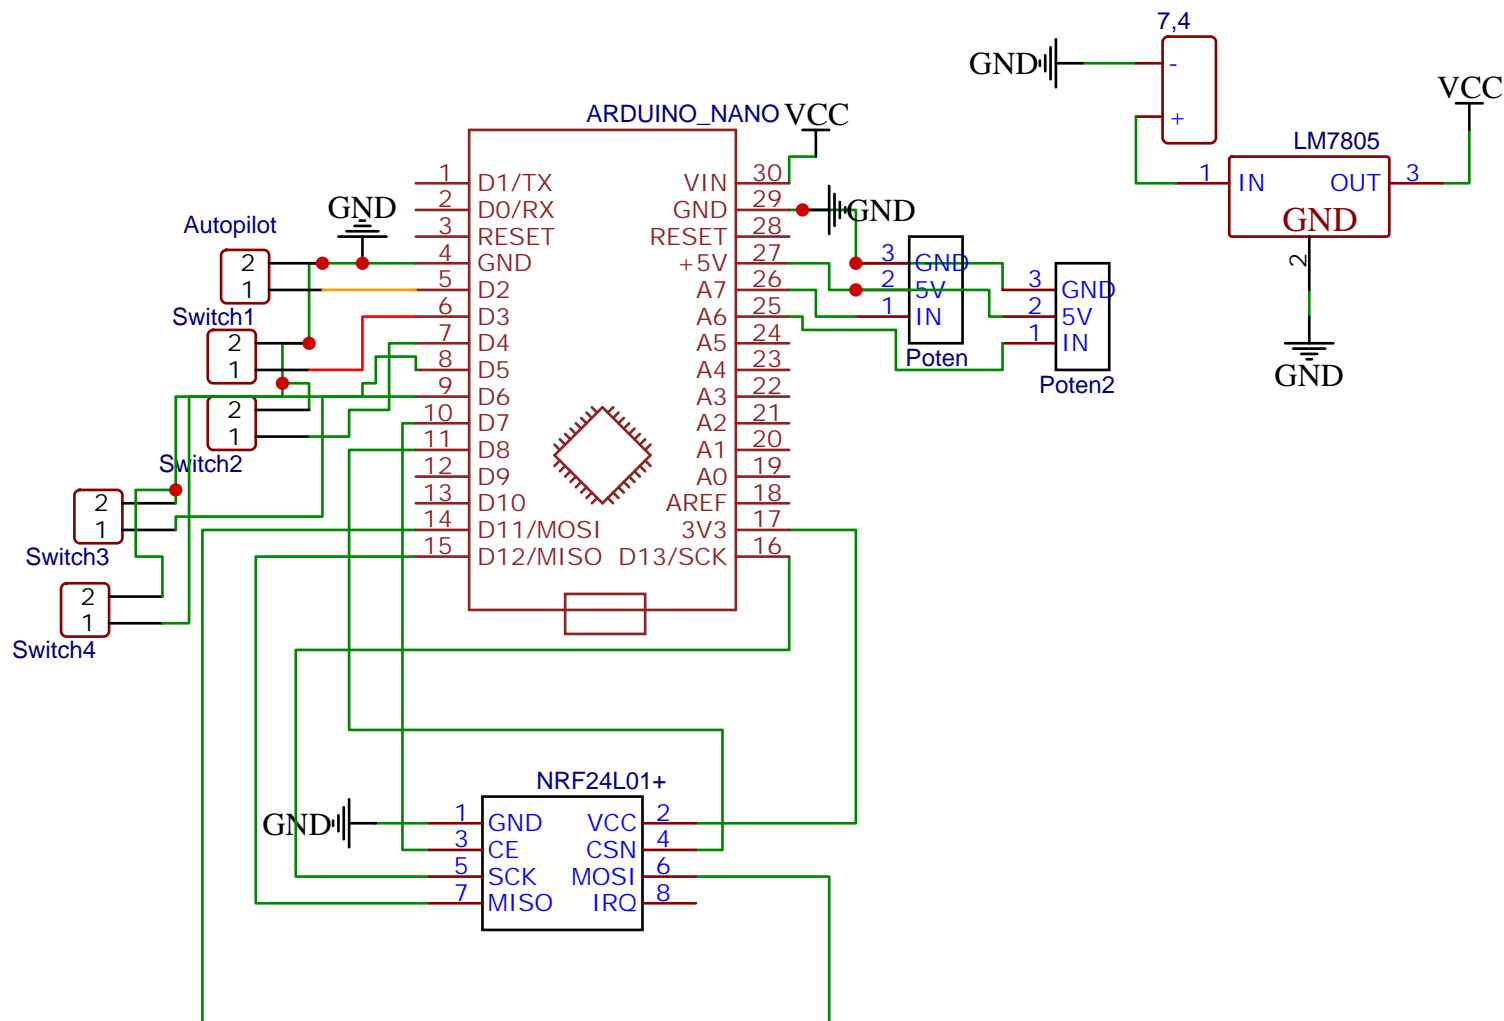 7,4
GND
-
+
VCC
LM7805
1 IN OUT 3
GND
2
GND
ARDUINO_NANO
VCC
1 D1/TX VIN 30
2 D0/RX GND 29
3 RESET RESET 28
4 GND +5V 27
5 D2 A7 26
6 D3 A6 25
7 D4 A5 24
8 D5 A4 23
9 D6 A3 22
10 D7 A2 21
11 D8 A1 20
12 D9 A0 19
13 D10 AREF 18
14 D11/MOSI 3V3 17
15 D12/MISO D13/SCK 16
GND
GND
Autopilot
2
1
Switch1
2
1
2
1
Switch2
2
1
Switch3
2
1
Switch4
3 GND
2 5V
1 IN
Poten
3 GND
2 5V
1 IN
Poten2
NRF24L01+
GND
1 GND VCC 2
3 CE CSN 4
5 SCK MOSI 6
7 MISO IRQ 8